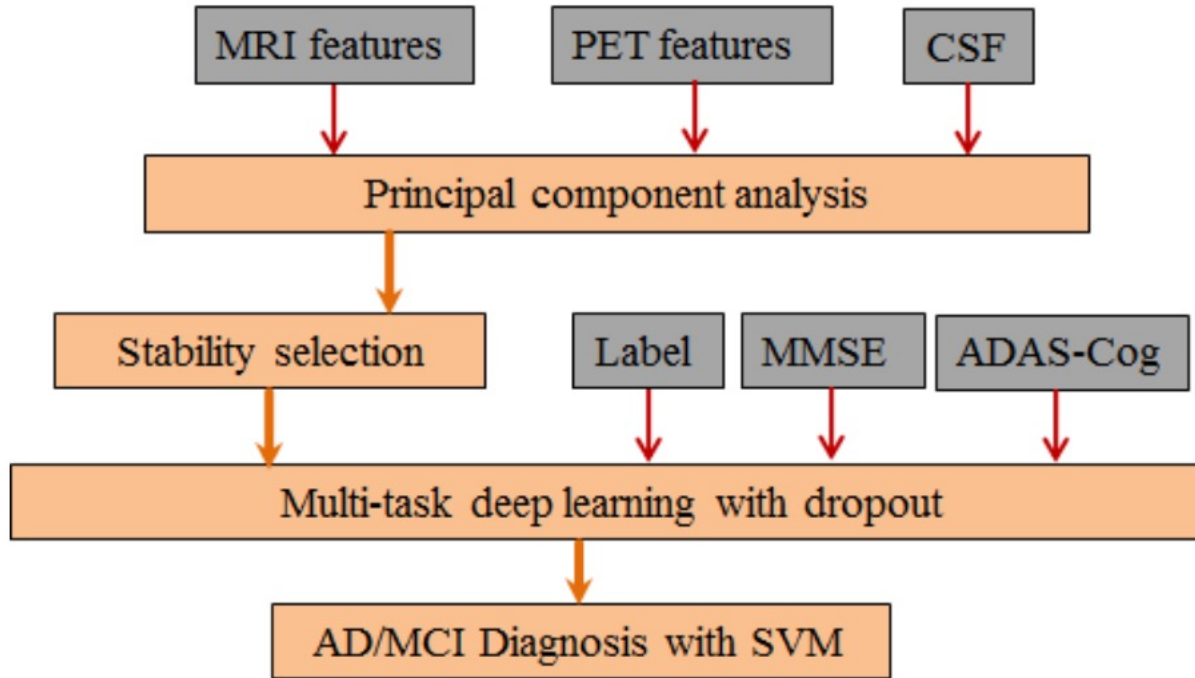 MRI features
PET features
CSF
Principal component analysis
Stability selection
Label
MMSE
ADAS-Cog
Multi-task deep learning with dropout
AD/MCI Diagnosis with SVM